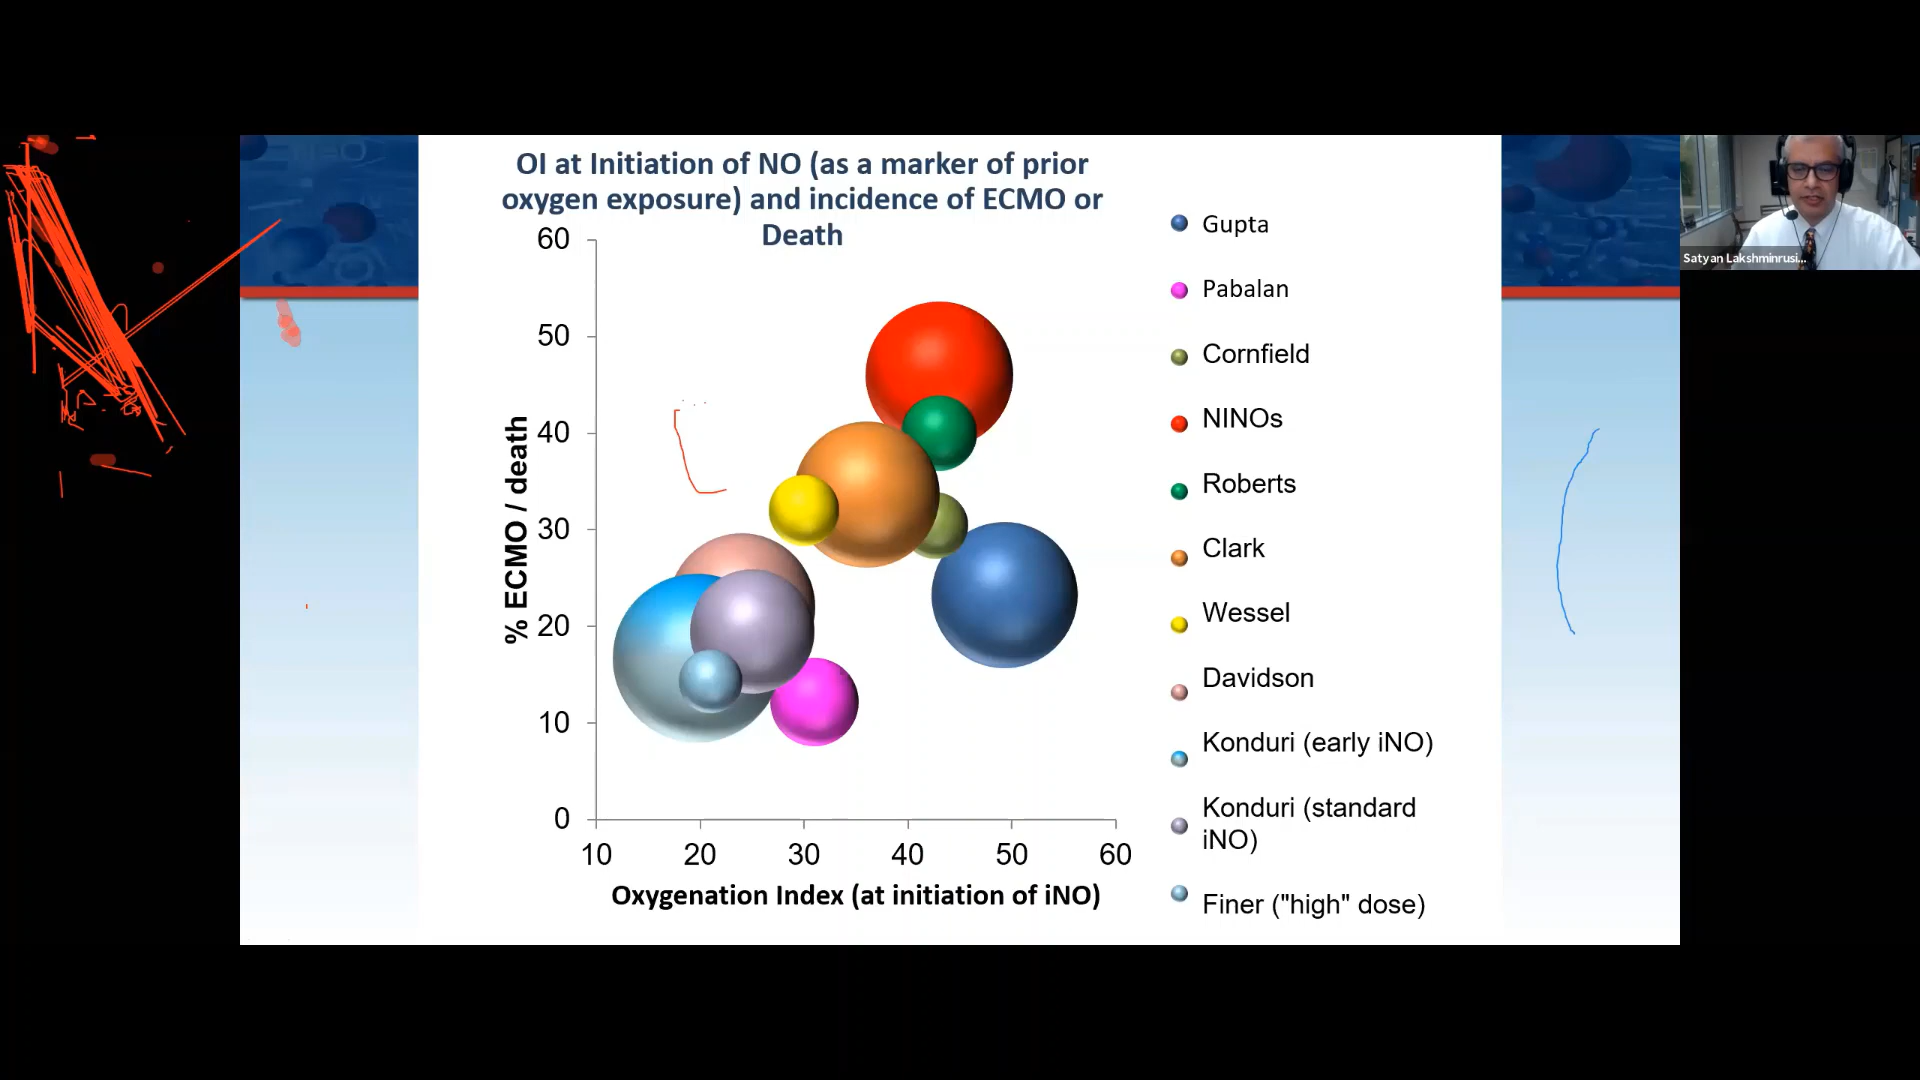 OI at Initiation of NO (as a marker of prior
oxygen exposure) and incidence of ECMO or
Death
60
50
40
30
20
10
0
% ECMO / death
10 20 30 40 50 60
Oxygenation Index (at initiation of iNO)
Gupta
Pabalan
Cornfield
NINOs
Roberts
Clark
Wessel
Davidson
Konduri (early iNO)
Konduri (standard
iNO)
Finer ("high" dose)
Satyan Lakshminrusi...